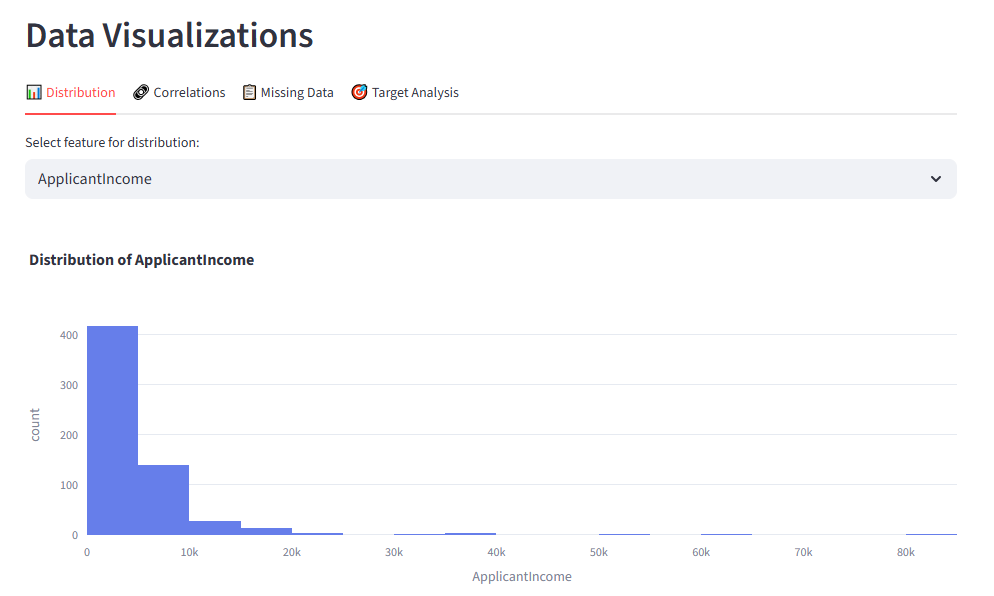 Data Visualizations
Distribution Correlations Missing Data Target Analysis
Select feature for distribution:
ApplicantIncome
Distribution of ApplicantIncome
400
300
200
100
0
count
0 10k 20k 30k 40k 50k 60k 70k 80k
ApplicantIncome